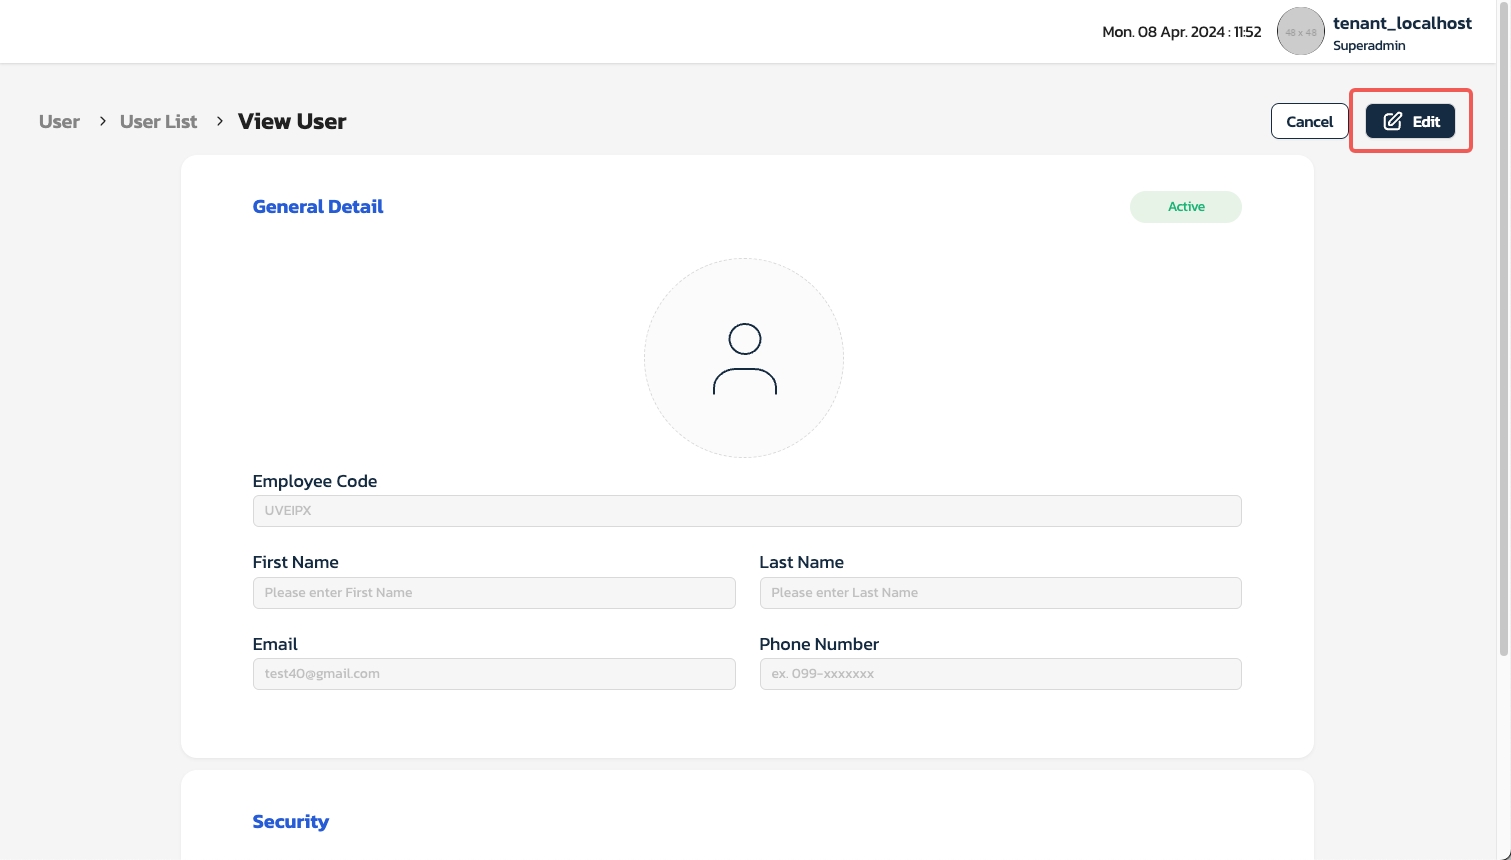 Mon. 08 Apr. 2024 : 11:52
48 x 48
tenant_localhost
Superadmin
User > User List > View User
Cancel
Edit
General Detail
Active
Employee Code
UVEIPX
First Name
Last Name
Please enter First Name
Please enter Last Name
Email
Phone Number
test40@gmail.com
ex. 099-xxxxxxx
Security